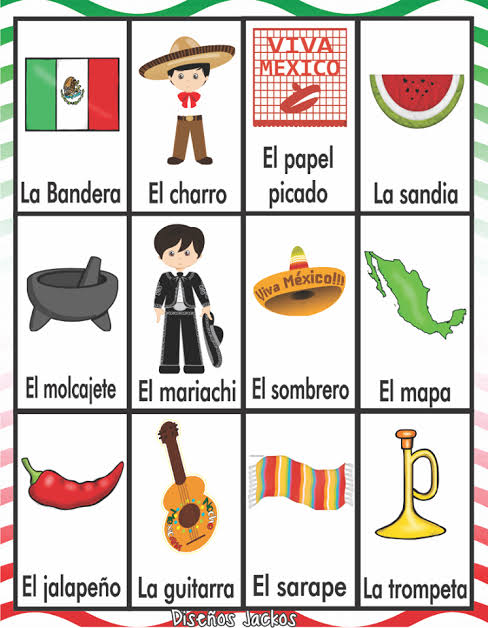 VIVA
MEXICO
La Bandera
El charro
El papel
picado
La sandia
¡Viva México!!!
El molcajete
El mariachi
El sombrero
El mapa
El jalapeño
La guitarra
El sarape
La trompeta
Diseños Jackos